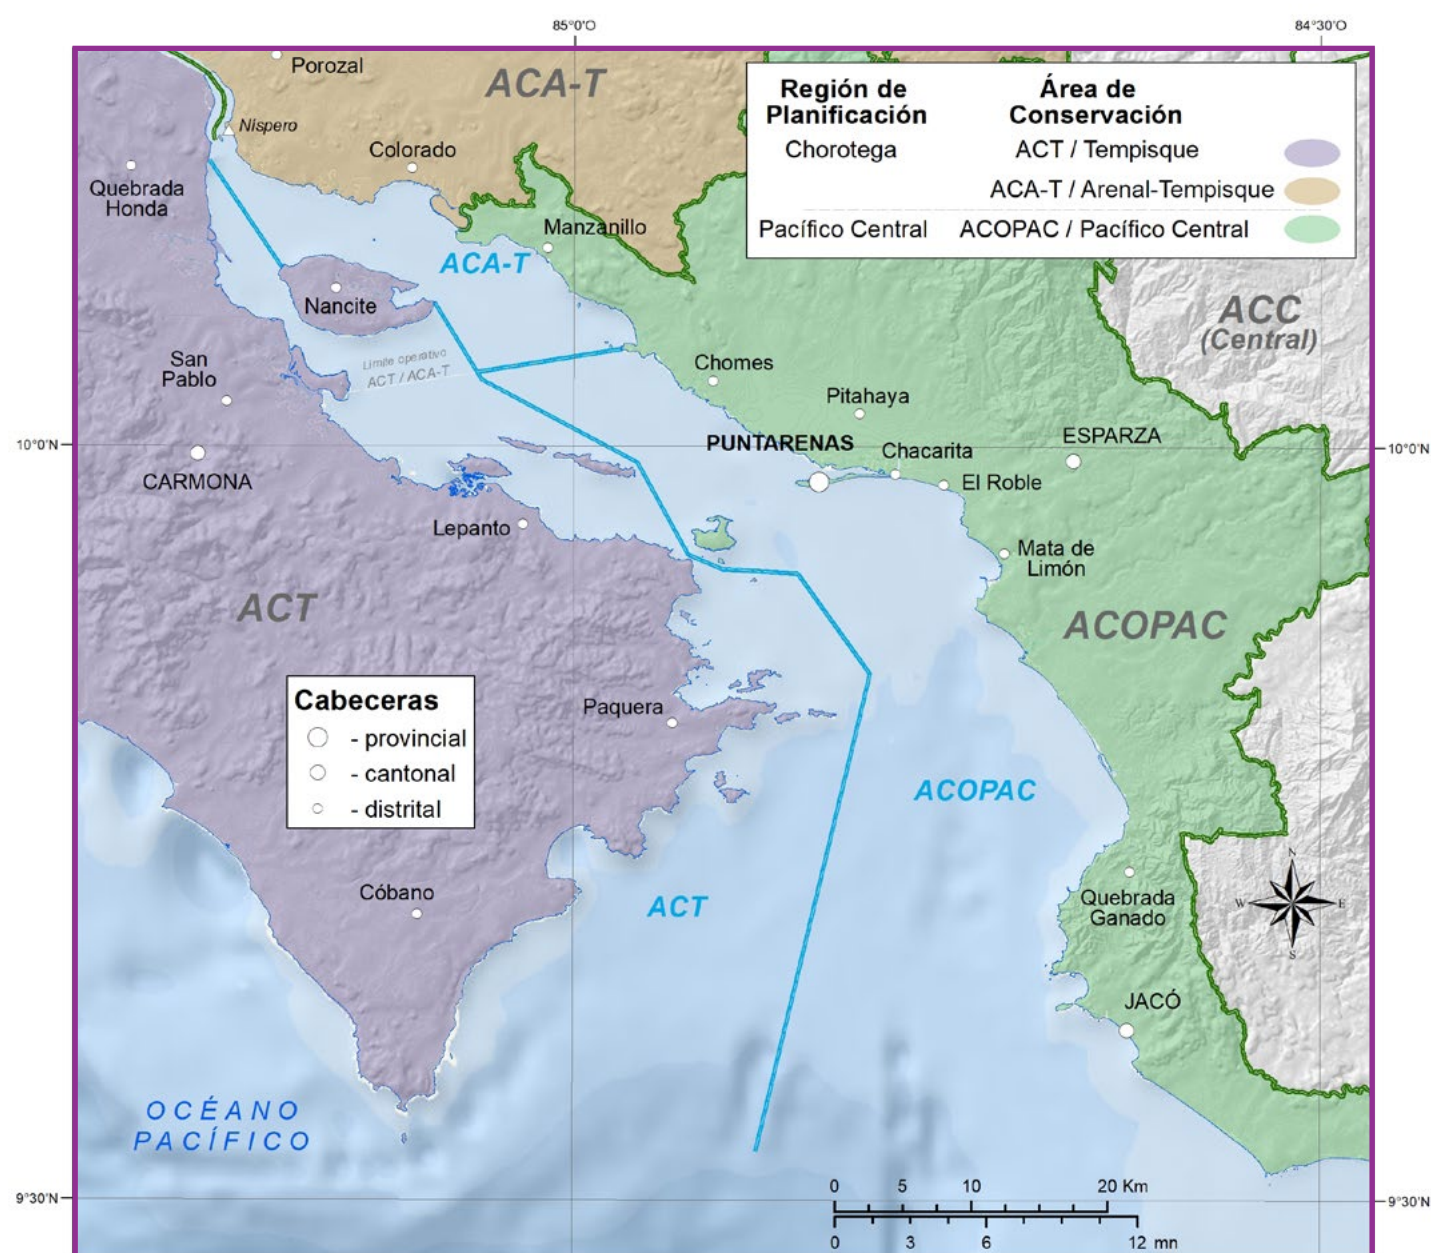 85°0'O
84°30'O
Porozal
ACA-T
Níspero
Colorado
Quebrada
Honda
Región de
Planificación
Área de
Conservación
Chorotega
ACT / Tempisque
ACA-T / Arenal-Tempisque
Pacífico Central
ACOPAC / Pacífico Central
Manzanillo
ACA-T
Nancite
ACC
(Central)
San
Pablo
Límite operativo
ACT / ACA-T
Chomes
Pitahaya
10°0'N
PUNTARENAS
Chacarita
ESPARZA
10°0'N
CARMONA
El Roble
Lepanto
Mata de
Limón
ACT
ACOPAC
Cabeceras
- provincial
- cantonal
- distrital
Paquera
ACOPAC
Cóbano
ACT
Quebrada
Ganado
N
W
E
S
JACÓ
OCÉANO
PACÍFICO
9°30'N
0 5 10 20 Km
0 3 6 12 mn
9°30'N